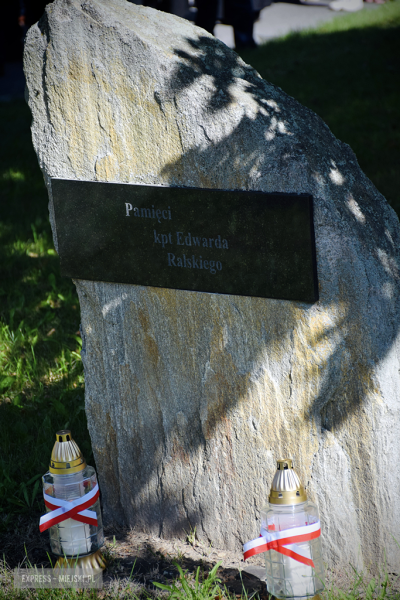 Pamięci
kpt Edwarda
Ralskiego
EXPRESS - MIEJSKI.PL